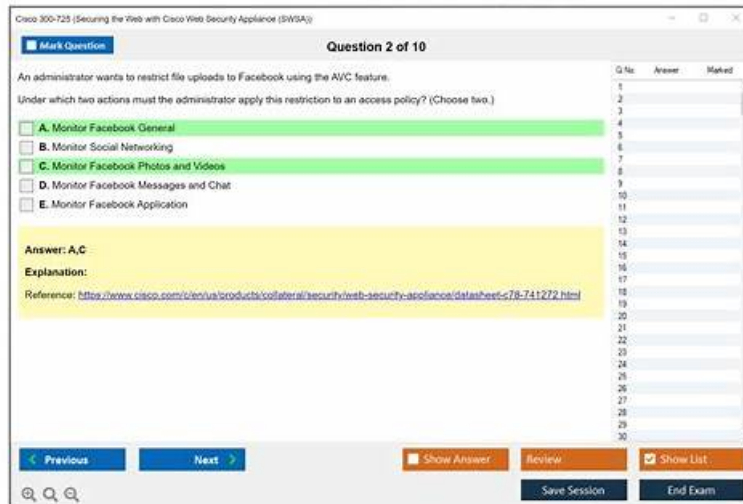 Cisco 300-725 (Securing the Web with Cisco Web Security Appliance (SWSA))
Mark Question
Question 2 of 10
An administrator wants to restrict file uploads to Facebook using the AVC feature.
Under which two actions must the administrator apply this restriction to an access policy? (Choose two.)
A. Monitor Facebook General
B. Monitor Social Networking
C. Monitor Facebook Photos and Videos
D. Monitor Facebook Messages and Chat
E. Monitor Facebook Application
Answer: A,C
Explanation:
Reference: https://www.cisco.com/c/en/us/products/collateral/security/web-security-appliance/datasheet-c78-741272.html
Q No. Answer Marked
1
2
3
4
5
6
7
8
9
10
11
12
13
14
15
16
17
18
19
20
21
22
23
24
25
26
27
28
29
30
Previous
Next
Show Answer
Review
Show List
Save Session
End Exam